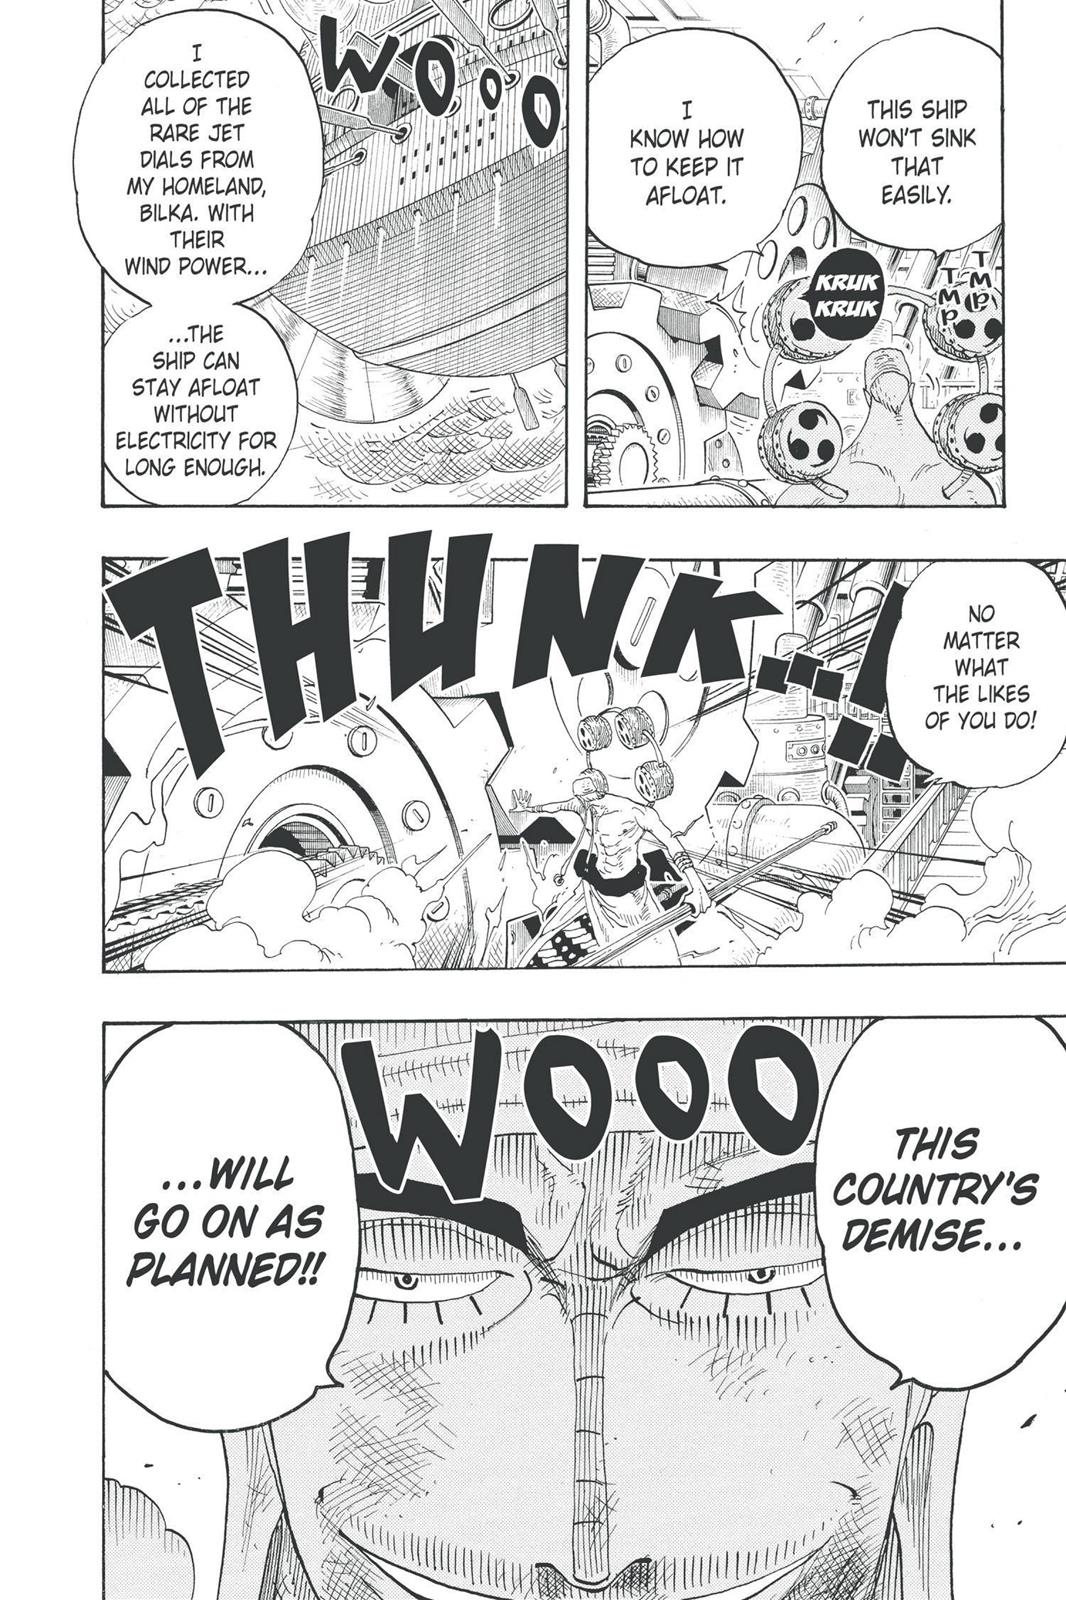 THIS SHIP
WON'T SINK
THAT
EASILY.
I
KNOW HOW
TO KEEP IT
AFLOAT.
KRUK
KRUK
TMP
TMP
WOOO
I
COLLECTED
ALL OF THE
RARE JET
DIALS FROM
MY HOMELAND,
BILKA. WITH
THEIR
WIND POWER...
...THE
SHIP CAN
STAY AFLOAT
WITHOUT
ELECTRICITY FOR
LONG ENOUGH.
NO
MATTER
WHAT
THE LIKES
OF YOU DO!
THUNK...!
THIS
COUNTRY'S
DEMISE...
WOOO
...WILL
GO ON AS
PLANNED!!